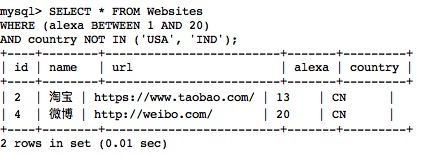 mysql> SELECT * FROM Websites
WHERE (alexa BETWEEN 1 AND 20)
AND country NOT IN ('USA', 'IND');
+----+--------+-------------------------+-------+---------+
| id | name | url | alexa | country |
+----+--------+-------------------------+-------+---------+
| 2 | 淘宝 | https://www.taobao.com/ | 13 | CN |
| 4 | 微博 | http://weibo.com/ | 20 | CN |
+----+--------+-------------------------+-------+---------+
2 rows in set (0.01 sec)